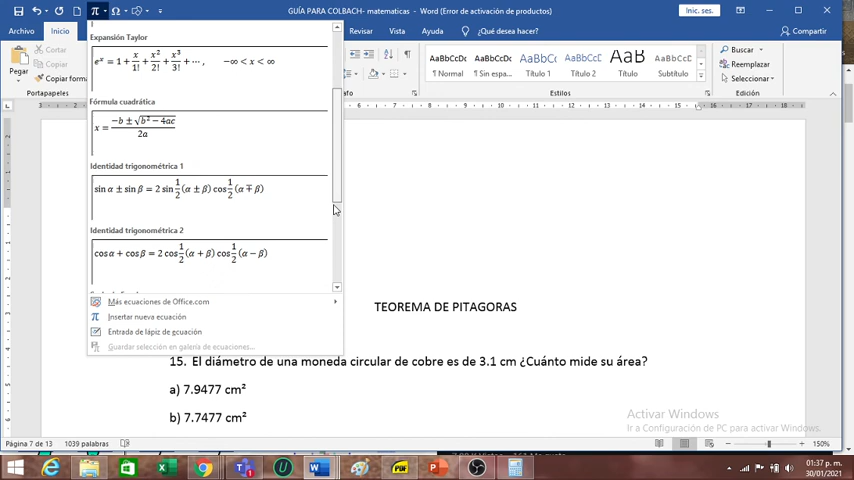 GUÍA PARA COLBACH- matematicas - Word (Error de activación de productos)
Inic. ses.
Archivo
Inicio
Revisar
Vista
¿Qué desea hacer?
Compartir
Pegar
Cortar
Copiar
Copiar forma
Portapapeles
AaBbCcDc AaBbCcDc AaBbC AaBbCcE AaB AaBbCcD
¶ Normal
¶ Sin espa...
Título 1
Título 2
Título
Subtítulo
Estilos
Buscar
Reemplazar
Seleccionar
Edición
Expansión Taylor
e^x = 1 + x/1! + x²/2! + x³/3! + ⋯ , −∞ < x < ∞
Fórmula cuadrática
x = (−b ± √(b² − 4ac))/2a
Identidad trigonométrica 1
sin α ± sin β = 2 sin 1/2 (α ± β) cos 1/2 (α ∓ β)
Identidad trigonométrica 2
cos α + cos β = 2 cos 1/2 (α + β) cos 1/2 (α − β)
Más ecuaciones de Office.com
Insertar nueva ecuación
Entrada de lápiz de ecuación
Guardar selección en galería de ecuaciones...
TEOREMA DE PITAGORAS
15. El diámetro de una moneda circular de cobre es de 3.1 cm ¿Cuánto mide su área?
a) 7.9477 cm²
b) 7.7477 cm²
Activar Windows
Ir a Configuración de PC para activar Windows.
Página 7 de 13
1039 palabras
150%
01:37 p. m.
30/01/2021